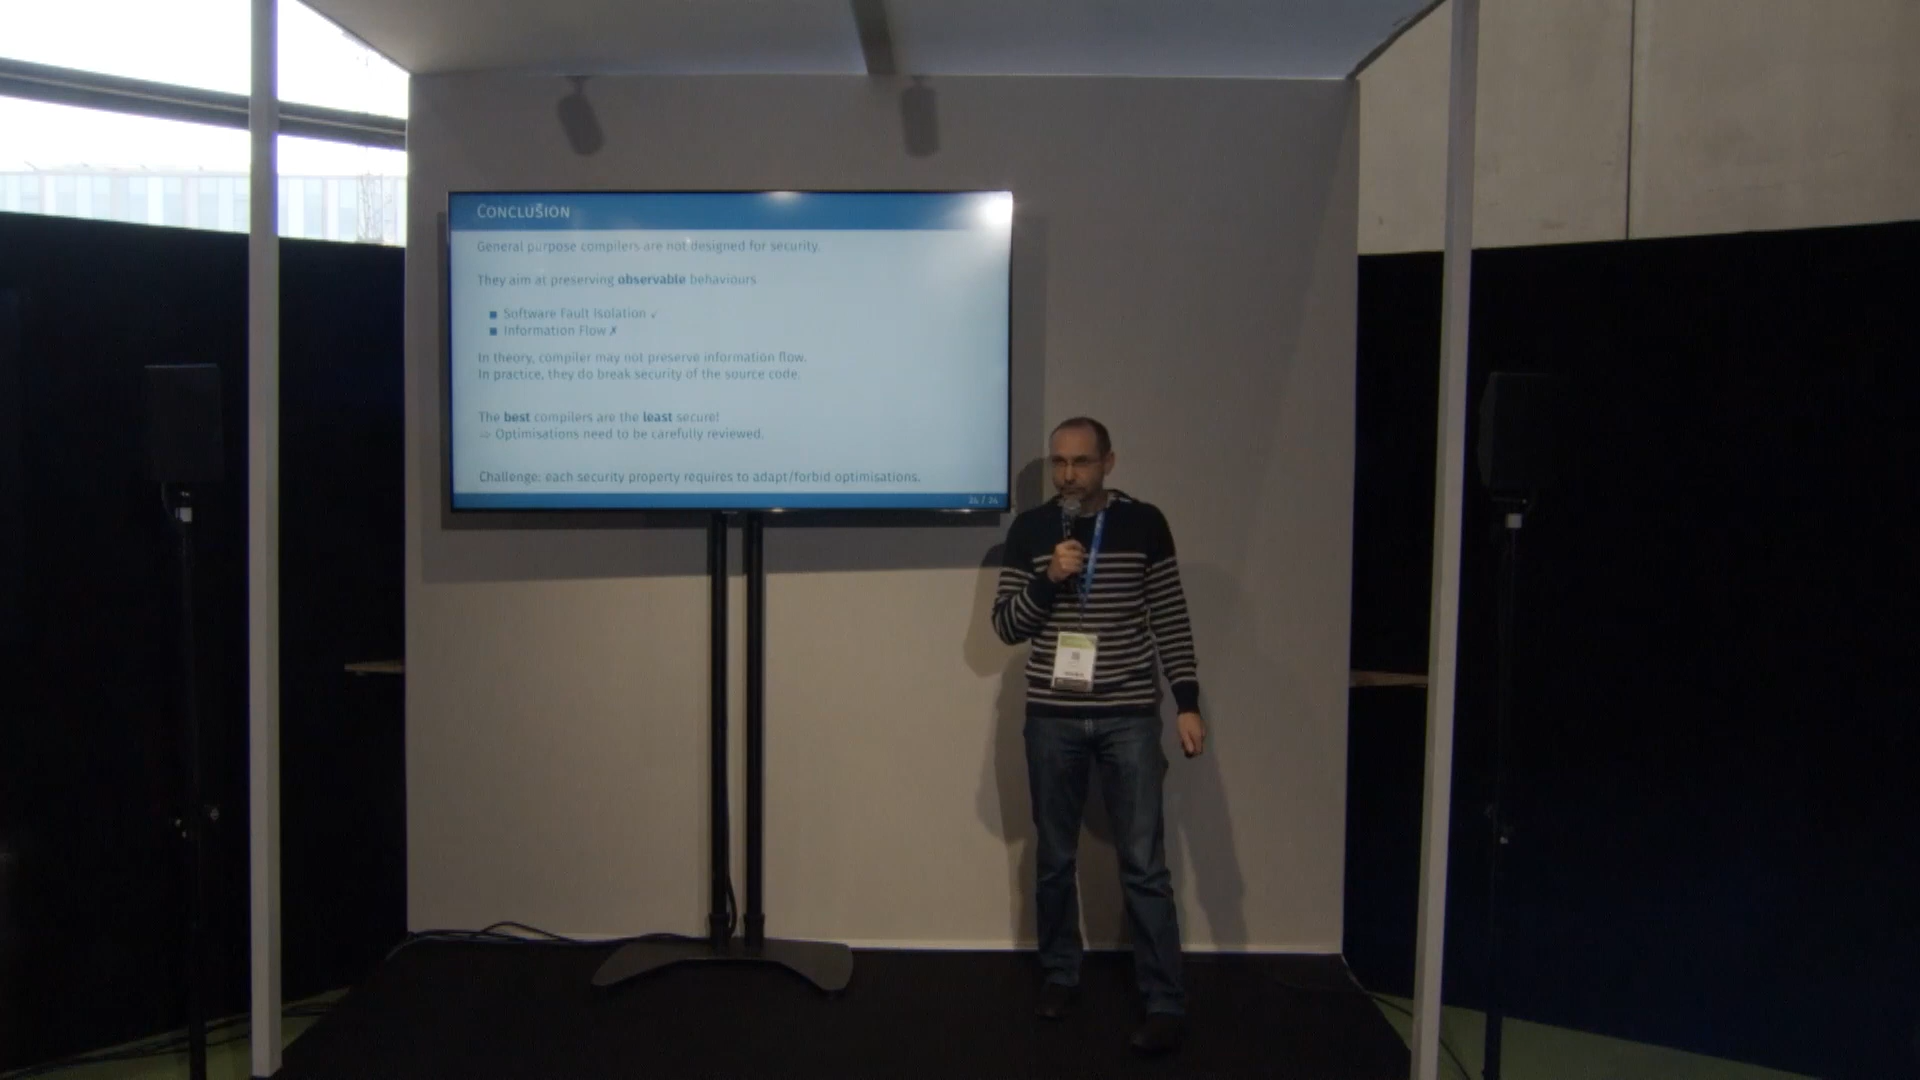 CONCLUSION
General purpose compilers are not designed for security.
They aim at preserving observable behaviours
■ Software Fault Isolation ✓
■ Information Flow ✗
In theory, compiler may not preserve information flow.
In practice, they do break security of the source code.
The best compilers are the least secure!
⇒ Optimisations need to be carefully reviewed.
Challenge: each security property requires to adapt/forbid optimisations.
24 / 24